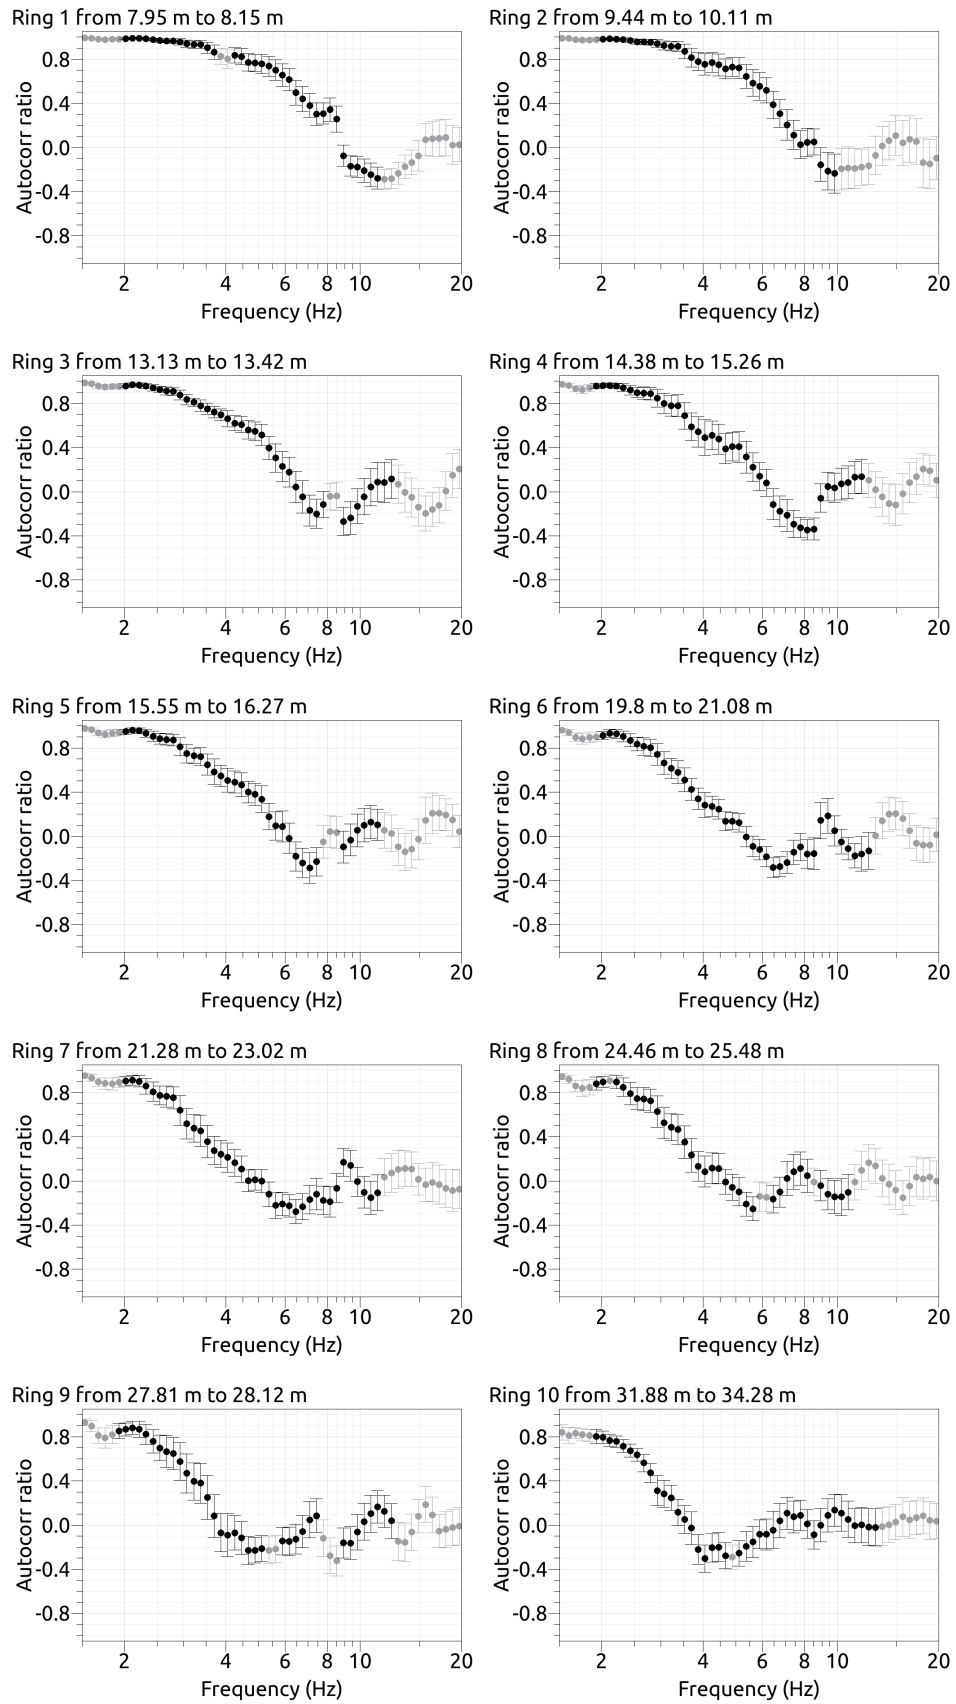 Ring 1 from 7.95 m to 8.15 m
Autocorr ratio
0.8
0.4
0.0
-0.4
-0.8
2 4 6 8 10 20
Frequency (Hz)
Ring 2 from 9.44 m to 10.11 m
Autocorr ratio
0.8
0.4
0.0
-0.4
-0.8
2 4 6 8 10 20
Frequency (Hz)
Ring 3 from 13.13 m to 13.42 m
Autocorr ratio
0.8
0.4
0.0
-0.4
-0.8
2 4 6 8 10 20
Frequency (Hz)
Ring 4 from 14.38 m to 15.26 m
Autocorr ratio
0.8
0.4
0.0
-0.4
-0.8
2 4 6 8 10 20
Frequency (Hz)
Ring 5 from 15.55 m to 16.27 m
Autocorr ratio
0.8
0.4
0.0
-0.4
-0.8
2 4 6 8 10 20
Frequency (Hz)
Ring 6 from 19.8 m to 21.08 m
Autocorr ratio
0.8
0.4
0.0
-0.4
-0.8
2 4 6 8 10 20
Frequency (Hz)
Ring 7 from 21.28 m to 23.02 m
Autocorr ratio
0.8
0.4
0.0
-0.4
-0.8
2 4 6 8 10 20
Frequency (Hz)
Ring 8 from 24.46 m to 25.48 m
Autocorr ratio
0.8
0.4
0.0
-0.4
-0.8
2 4 6 8 10 20
Frequency (Hz)
Ring 9 from 27.81 m to 28.12 m
Autocorr ratio
0.8
0.4
0.0
-0.4
-0.8
2 4 6 8 10 20
Frequency (Hz)
Ring 10 from 31.88 m to 34.28 m
Autocorr ratio
0.8
0.4
0.0
-0.4
-0.8
2 4 6 8 10 20
Frequency (Hz)